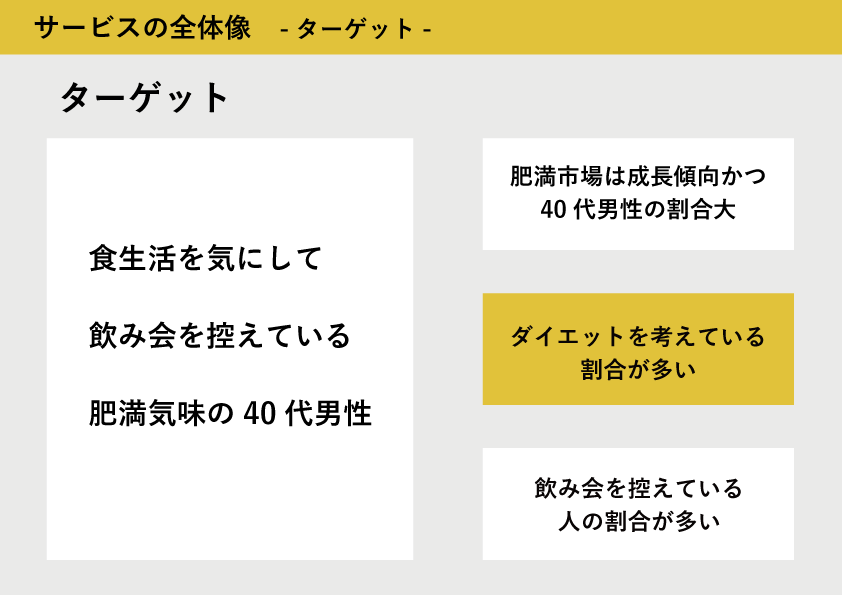 サービスの全体像 - ターゲット -
ターゲット
食生活を気にして
飲み会を控えている
肥満気味の 40 代男性
肥満市場は成長傾向かつ
40 代男性の割合大
ダイエットを考えている
割合が多い
飲み会を控えている
人の割合が多い